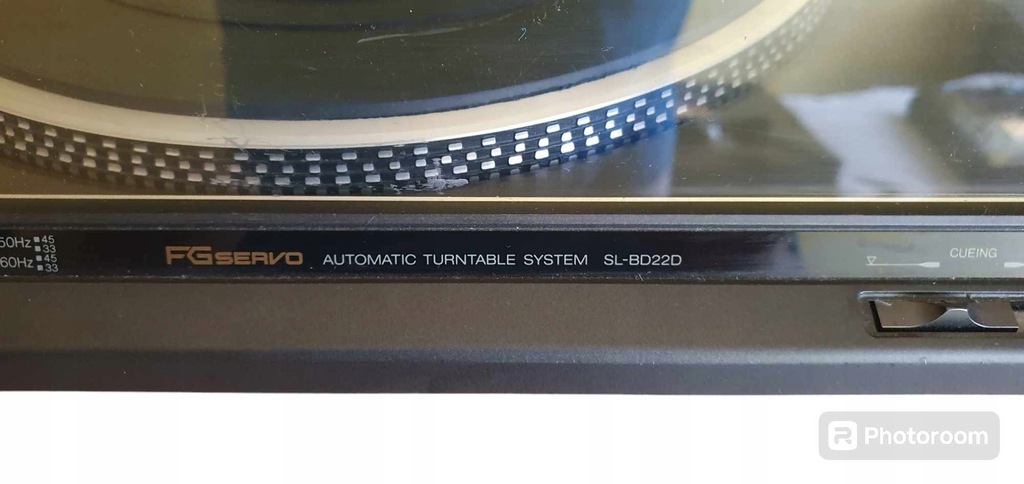 50Hz 45
33
60Hz 45
33
FG SERVO AUTOMATIC TURNTABLE SYSTEM SL-BD22D
CUEING
Photoroom